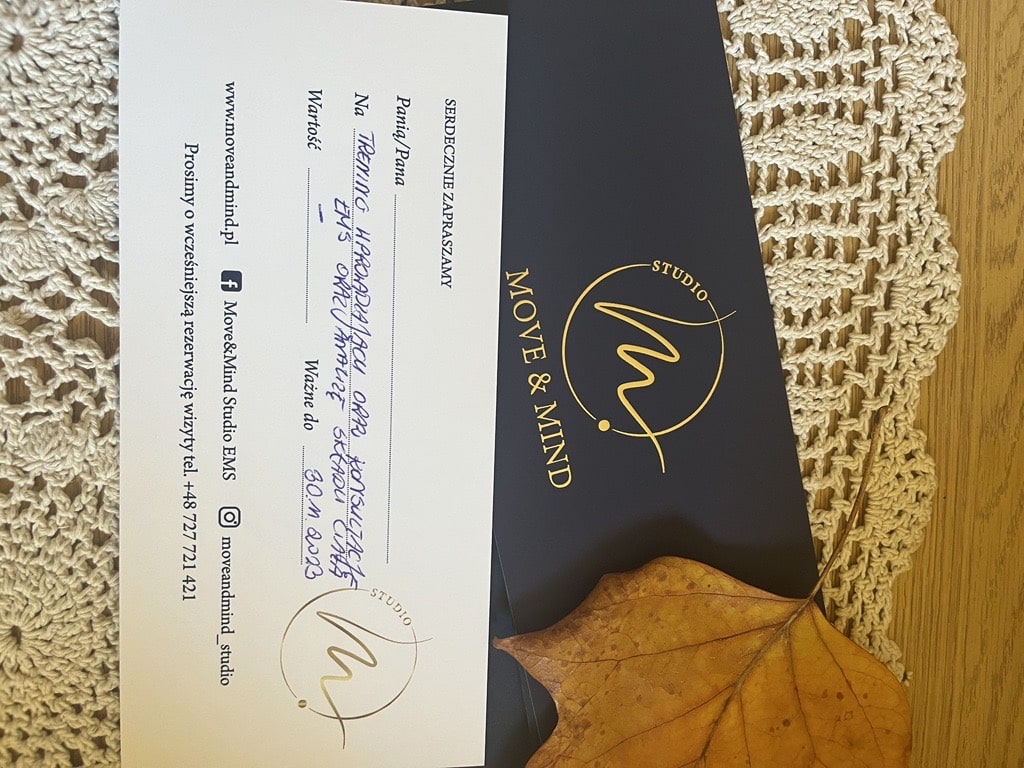 SERDECZNIE ZAPRASZAMY
Panią/Pana
Na TRENING WPROWADZAJĄCY ORAZ KONSULTACJE
EMS ORAZ ANALIZĘ SKŁADU CIAŁA
Wartość - Ważne do 30.11.2023
STUDIO
www.moveandmind.pl Move&Mind Studio EMS moveandmind_studio
Prosimy o wcześniejszą rezerwację wizyty tel. +48 727 721 421
STUDIO
MOVE & MIND